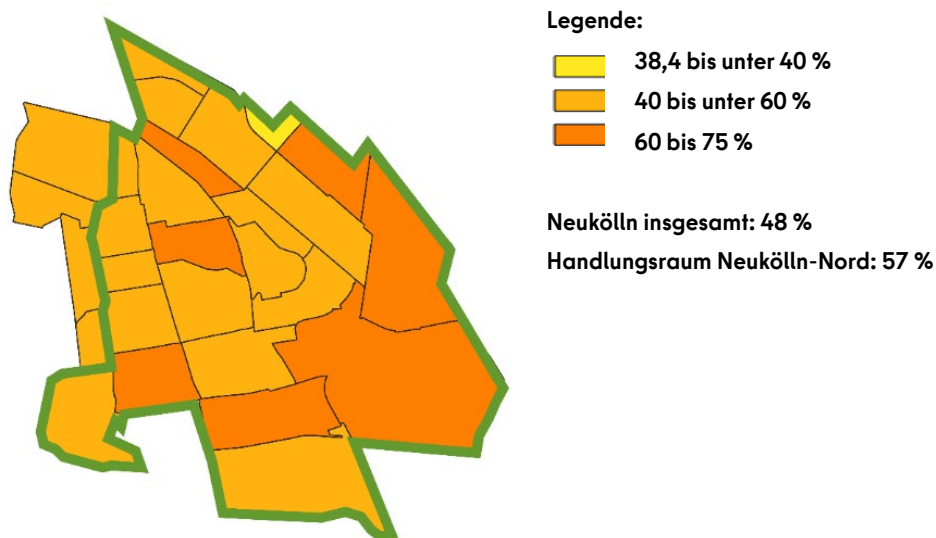 Legende:
38,4 bis unter 40 %
40 bis unter 60 %
60 bis 75 %
Neukölln insgesamt: 48 %
Handlungsraum Neukölln-Nord: 57 %